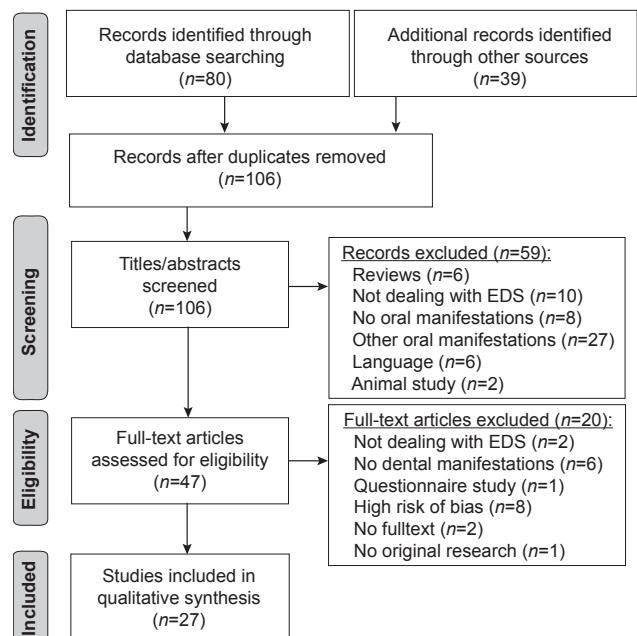 Identification
Records identified through
database searching
(n=80)
Additional records identified
through other sources
(n=39)
Records after duplicates removed
(n=106)
Screening
Titles/abstracts
screened
(n=106)
Records excluded (n=59):
Reviews (n=6)
Not dealing with EDS (n=10)
No oral manifestations (n=8)
Other oral manifestations (n=27)
Language (n=6)
Animal study (n=2)
Eligibility
Full-text articles
assessed for eligibility
(n=47)
Full-text articles excluded (n=20):
Not dealing with EDS (n=2)
No dental manifestations (n=6)
Questionnaire study (n=1)
High risk of bias (n=8)
No fulltext (n=2)
No original research (n=1)
Included
Studies included in
qualitative synthesis
(n=27)